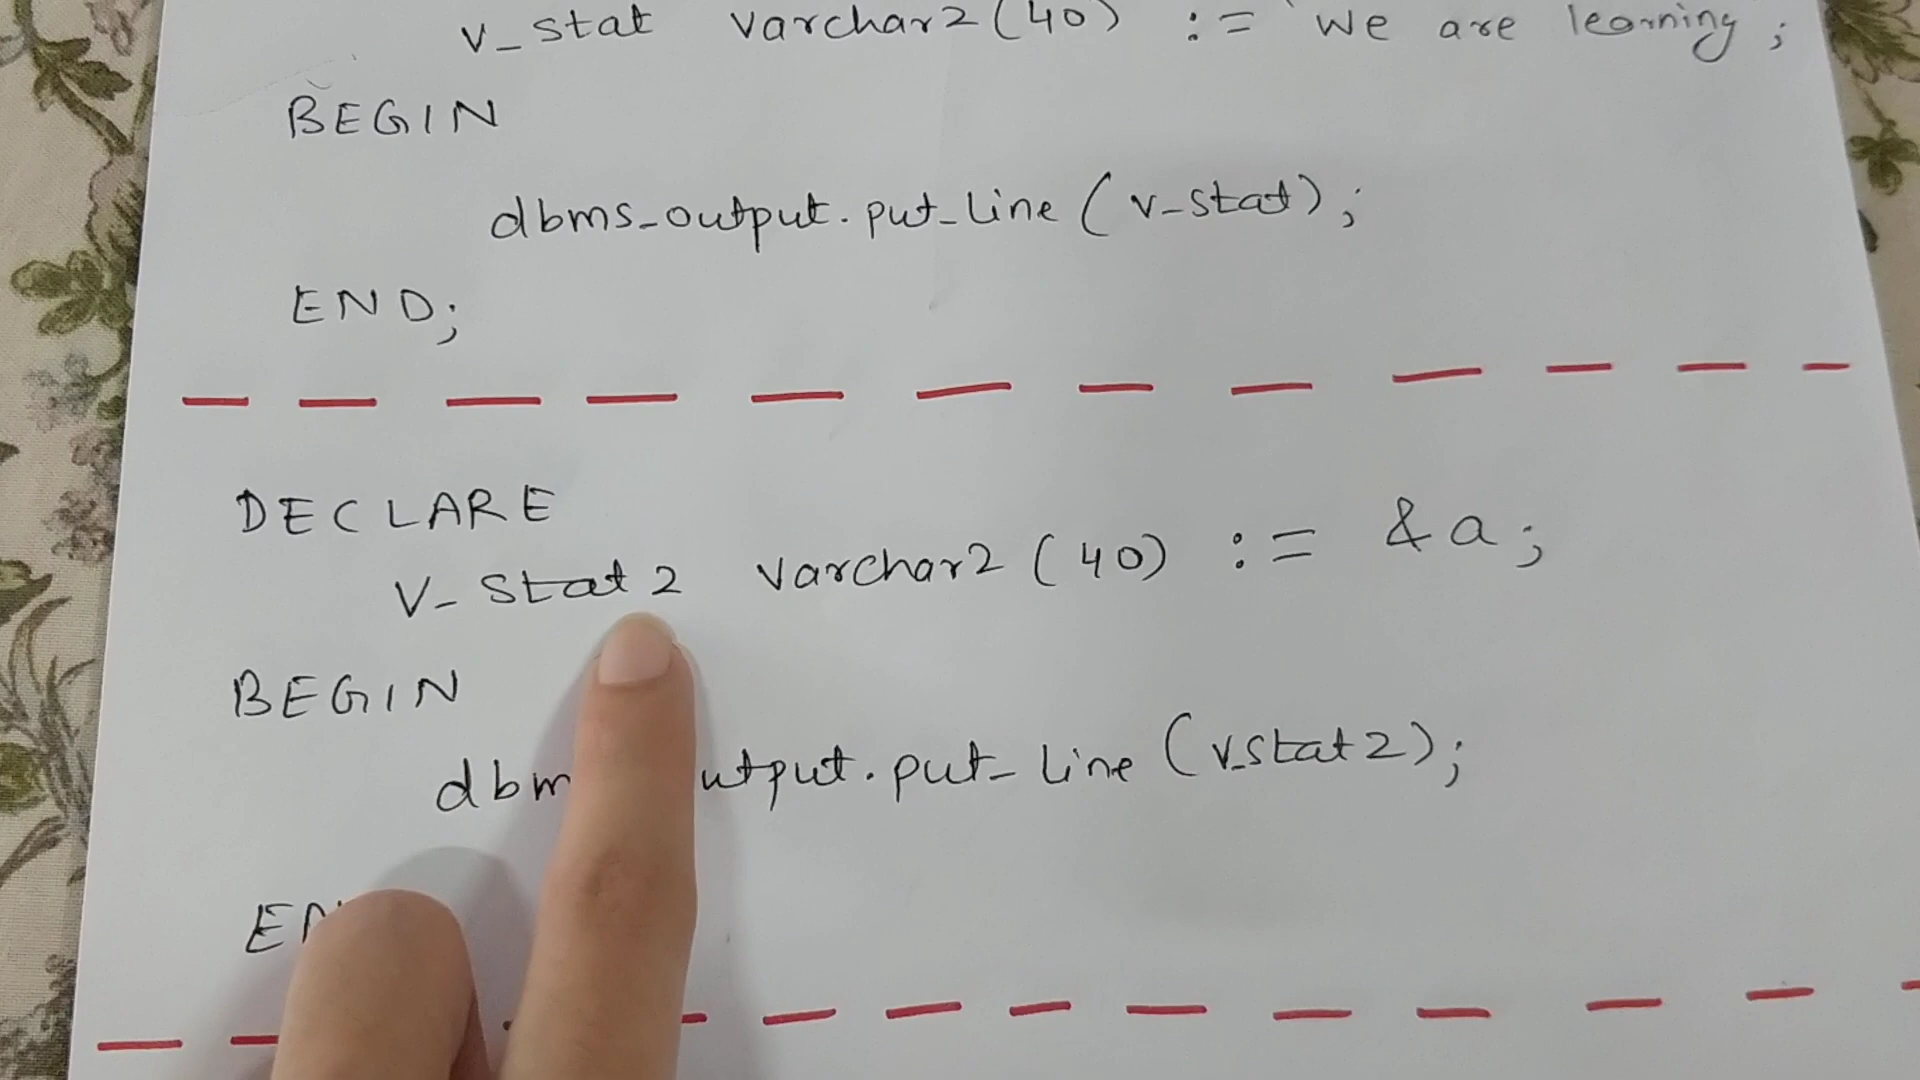 v_stat varchar2(40) := 'We are learning;
BEGIN
dbms_output.put_line(v_stat);
END;
DECLARE
v_stat2 varchar2(40) := &a;
BEGIN
dbm utput.put_line(v_stat2);
EN